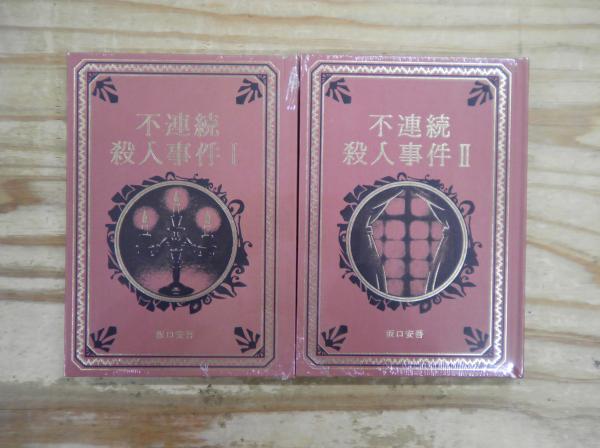 不連続
殺人事件 I
坂口安吾
不連続
殺人事件 II
坂口安吾